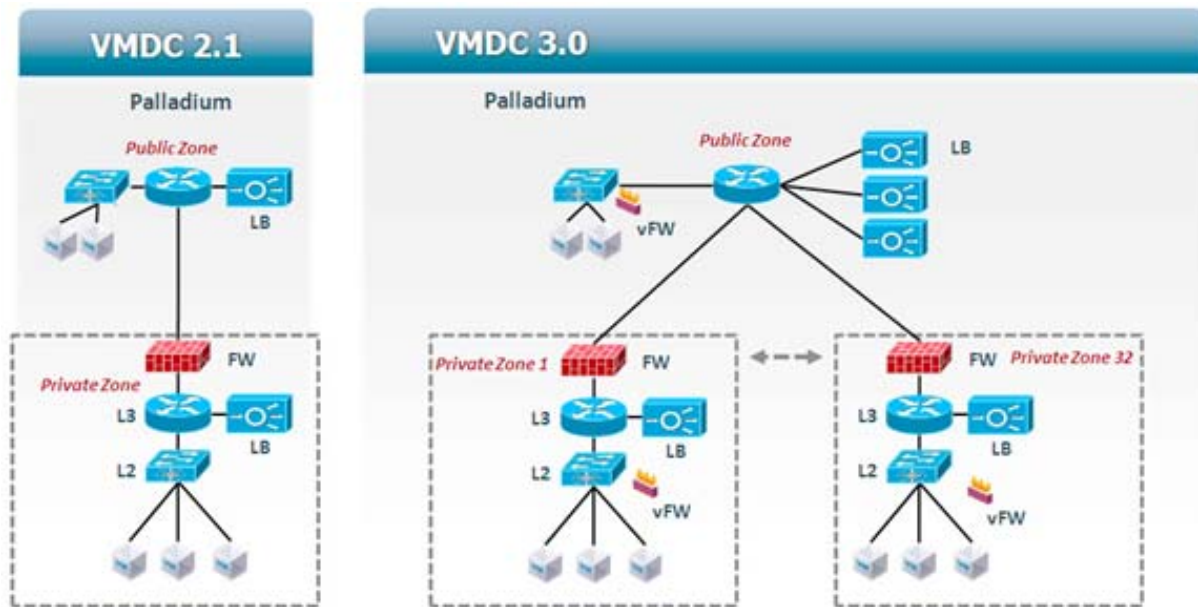 VMDC 2.1
Palladium
Public Zone
LB
FW
Private Zone
L3
LB
L2
VMDC 3.0
Palladium
Public Zone
LB
vFW
Private Zone 1
FW
L3
LB
L2
vFW
FW
Private Zone 32
L3
LB
L2
vFW